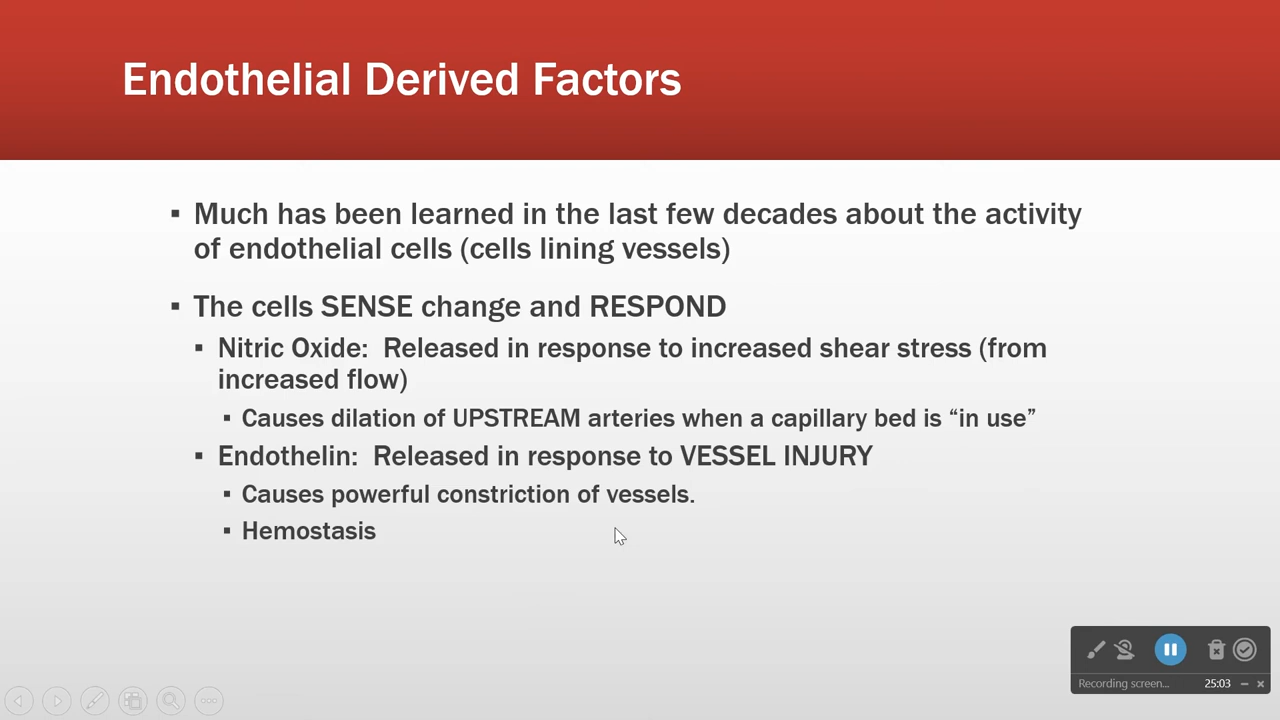 Endothelial Derived Factors
▪ Much has been learned in the last few decades about the activity
of endothelial cells (cells lining vessels)
▪ The cells SENSE change and RESPOND
▪ Nitric Oxide:  Released in response to increased shear stress (from
increased flow)
▪ Causes dilation of UPSTREAM arteries when a capillary bed is “in use”
▪ Endothelin:  Released in response to VESSEL INJURY
▪ Causes powerful constriction of vessels.
▪ Hemostasis
Recording screen... 25:03